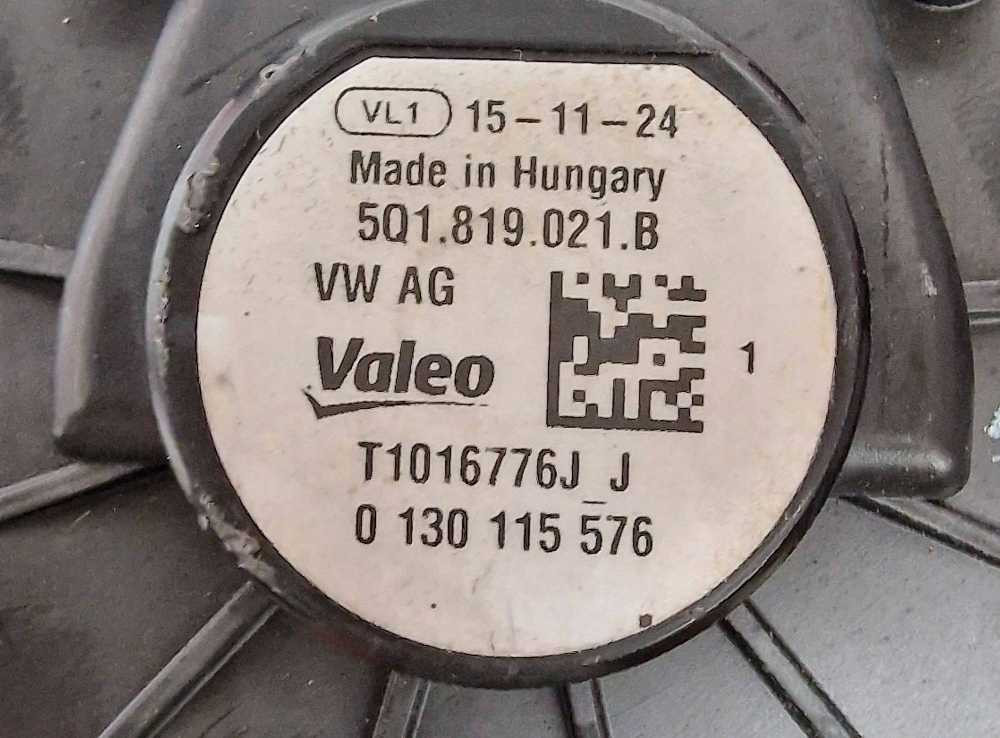 VL1 15-11-24
Made in Hungary
5Q1.819.021.B
VW AG
Valeo
1
T1016776J_J
0 130 115 576